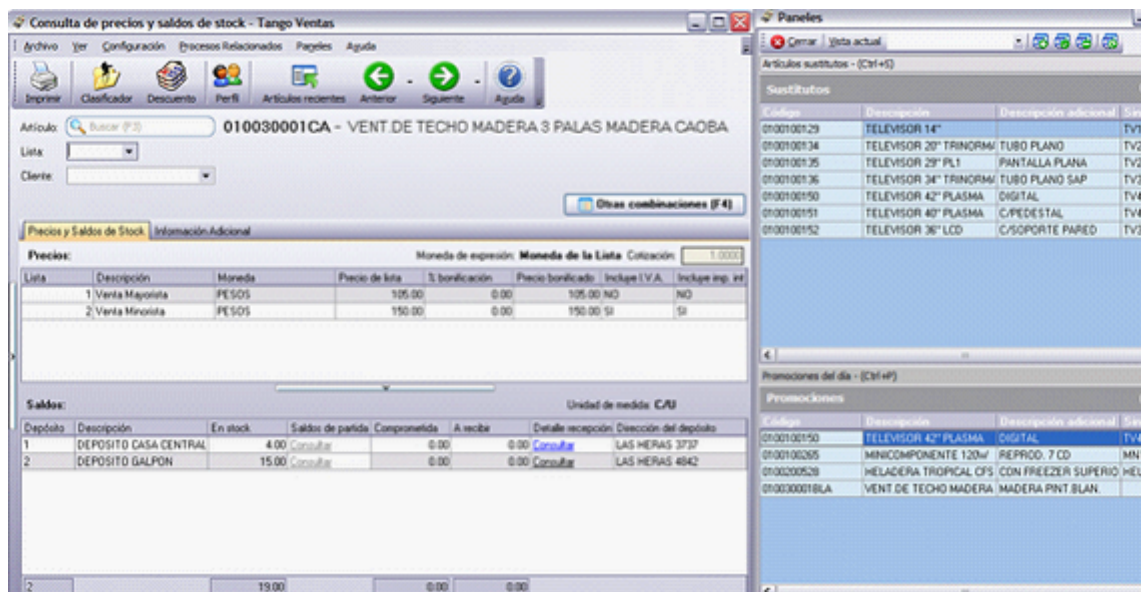 Consulta de precios y saldos de stock - Tango Ventas
Archivo Ver Configuración Procesos Relacionados Paneles Ayuda
Imprimir Clasificador Descuento Perfil Artículos recientes Anterior Siguiente Ayuda
Artículo: Buscar (F3) 010030001CA - VENT.DE TECHO MADERA 3 PALAS MADERA CAOBA
Lista:
Cliente:
Otras combinaciones (F4)
Precios y Saldos de Stock Información Adicional
Precios: Moneda de expresión: Moneda de la Lista Cotización: 1.0000
Lista Descripción Moneda Precio de lista % bonificación Precio bonificado Incluye I.V.A. Incluye imp. int
1 Venta Mayorista PESOS 105.00 0.00 105.00 NO NO
2 Venta Minorista PESOS 150.00 0.00 150.00 SI SI
Saldos: Unidad de medida: C/U
Depósito Descripción En stock Saldos de partida Comprometida A recibir Detalle recepción Dirección del depósito
1 DEPOSITO CASA CENTRAL 4.00 Consultar 0.00 0.00 Consultar LAS HERAS 3737
2 DEPOSITO GALPON 15.00 Consultar 0.00 0.00 Consultar LAS HERAS 4842
2 19.00 0.00 0.00
Paneles
Cerrar Vista actual
Artículos sustitutos - (Ctrl+S)
Sustitutos
Código Descripción Descripción adicional
0100100129 TELEVISOR 14"
0100100134 TELEVISOR 20" TRINORMA TUBO PLANO
0100100135 TELEVISOR 29" PL1 PANTALLA PLANA
0100100136 TELEVISOR 34" TRINORMA TUBO PLANO SAP
0100100150 TELEVISOR 42" PLASMA DIGITAL
0100100151 TELEVISOR 40" PLASMA C/PEDESTAL
0100100152 TELEVISOR 36" LCD C/SOPORTE PARED
Promociones del día - (Ctrl+P)
Promociones
Código Descripción Descripción adicional
0100100150 TELEVISOR 42" PLASMA DIGITAL
0100100265 MINICOMPONENTE 120w REPROD. 7 CD
0100200528 HELADERA TROPICAL CFS CON FREEZER SUPERIO
010030001BLA VENT.DE TECHO MADERA MADERA PINT.BLAN.